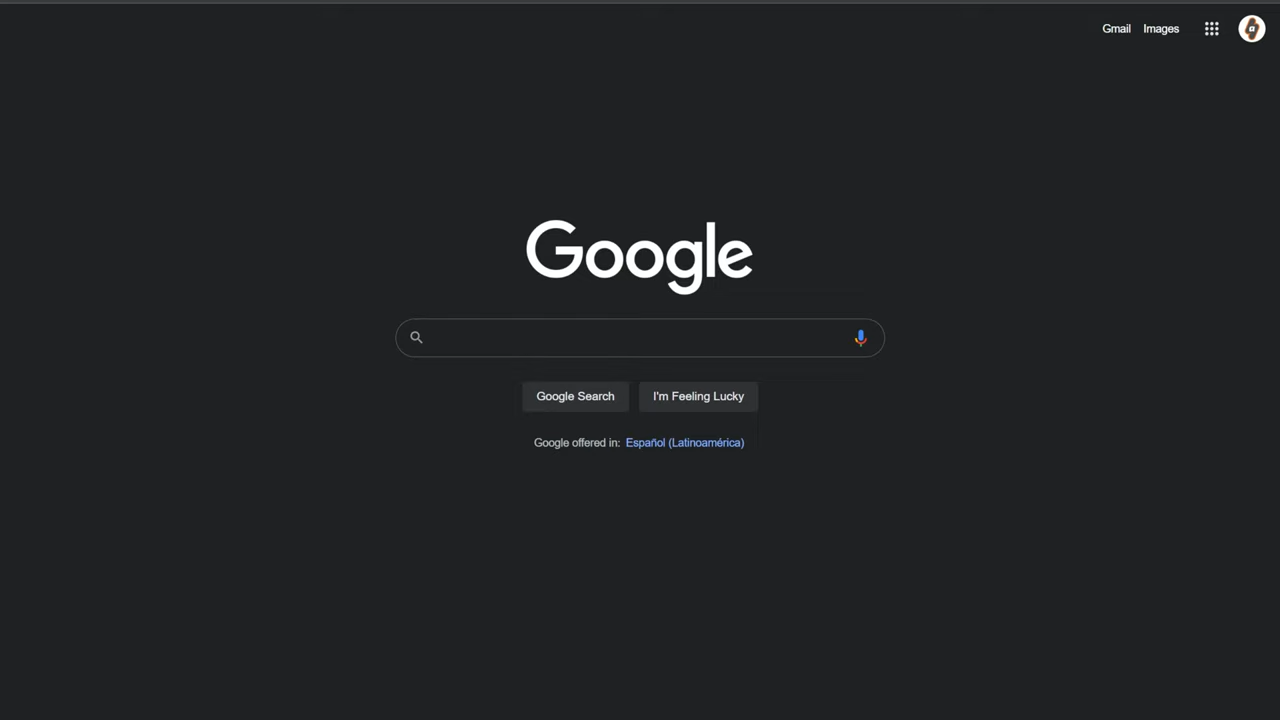 Gmail Images
Google
Google Search I'm Feeling Lucky
Google offered in: Español (Latinoamérica)